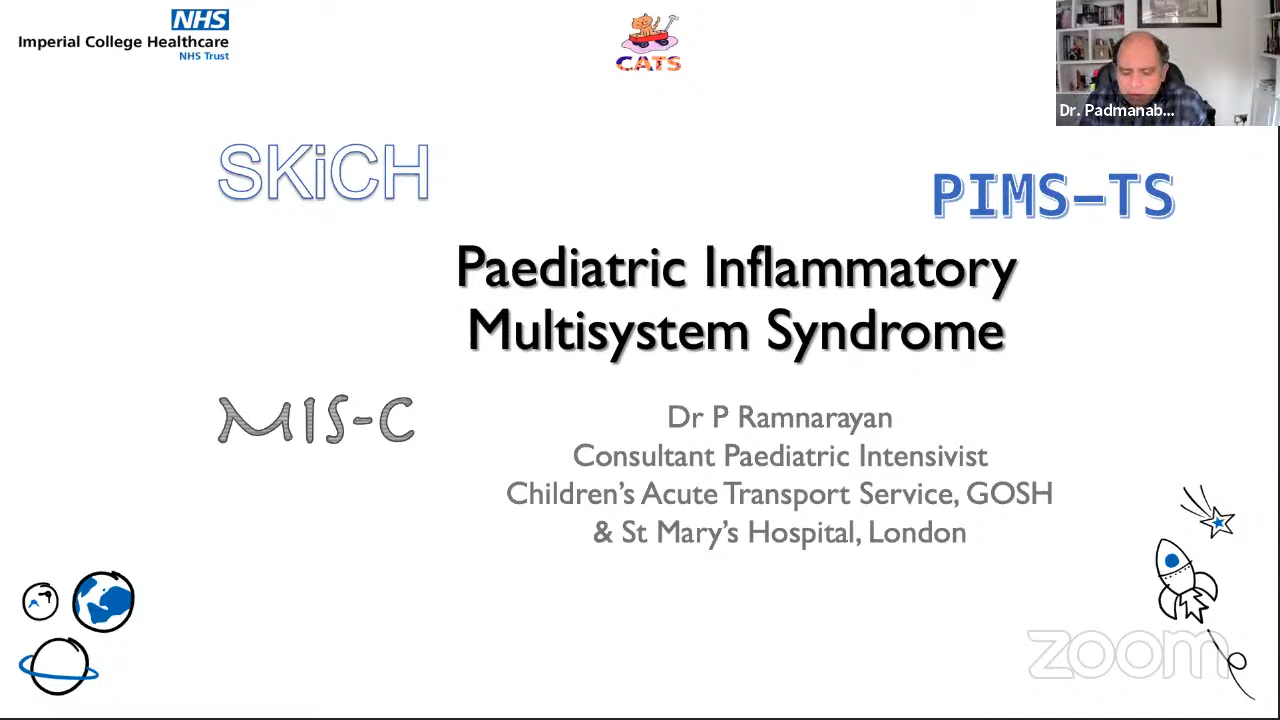 NHS
Imperial College Healthcare
NHS Trust
CATS
Dr. Padmanab...
SKiCH
PIMS-TS
Paediatric Inflammatory
Multisystem Syndrome
MIS-C
Dr P Ramnarayan
Consultant Paediatric Intensivist
Children's Acute Transport Service, GOSH
& St Mary's Hospital, London
zoom